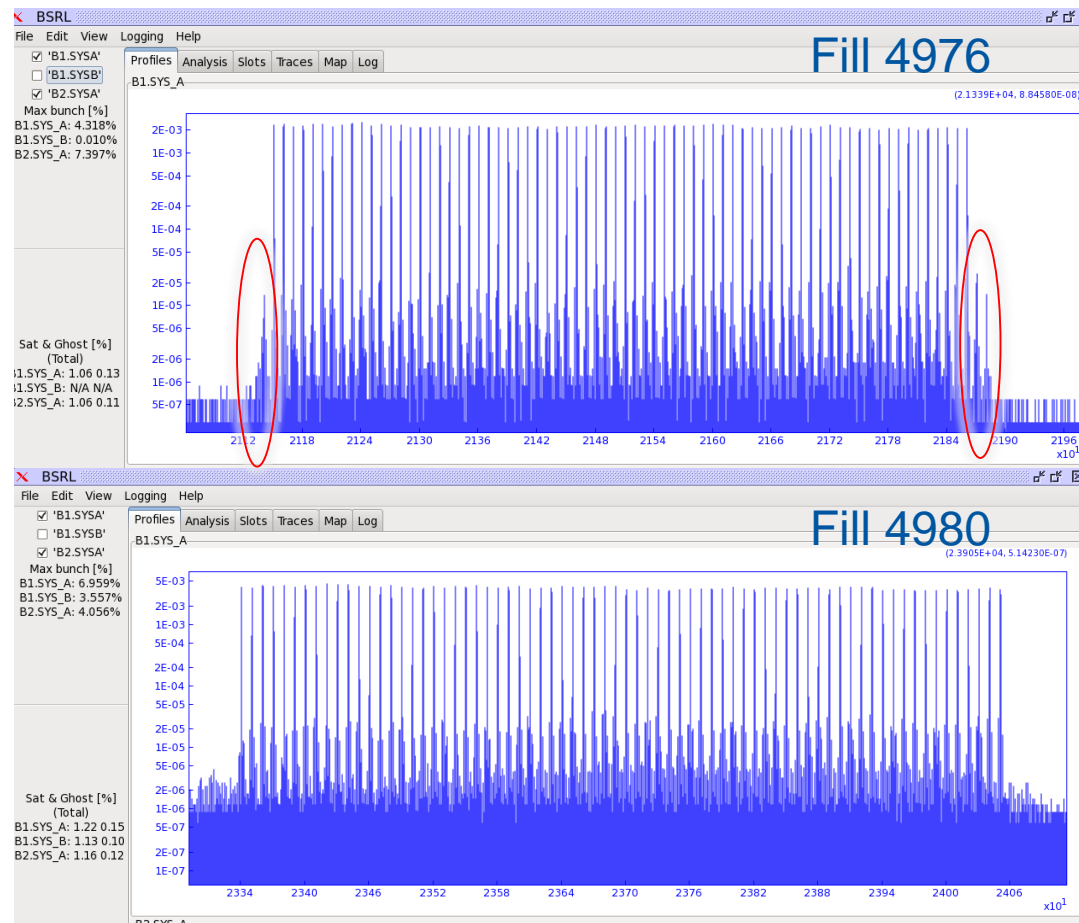 BSRL
Fill 4976
File Edit View Logging Help
'B1.SYSA'
'B1.SYSB'
'B2.SYSA'
Max bunch [%]
B1.SYS_A: 4.318%
B1.SYS_B: 0.010%
B2.SYS_A: 7.397%
Sat & Ghost [%]
(Total)
B1.SYS_A: 1.06 0.13
B1.SYS_B: N/A N/A
B2.SYS_A: 1.06 0.11
Profiles Analysis Slots Traces Map Log
B1.SYS_A
(2.1339E+04, 8.84580E-08)
2E-03
1E-03
5E-04
2E-04
1E-04
5E-05
2E-05
1E-05
5E-06
2E-06
1E-06
5E-07
2112 2118 2124 2130 2136 2142 2148 2154 2160 2166 2172 2178 2184 2190 2196
x10¹
BSRL
Fill 4980
File Edit View Logging Help
'B1.SYSA'
'B1.SYSB'
'B2.SYSA'
Max bunch [%]
B1.SYS_A: 6.959%
B1.SYS_B: 3.557%
B2.SYS_A: 4.056%
Sat & Ghost [%]
(Total)
B1.SYS_A: 1.22 0.15
B1.SYS_B: 1.13 0.10
B2.SYS_A: 1.16 0.12
Profiles Analysis Slots Traces Map Log
B1.SYS_A
(2.3905E+04, 5.14230E-07)
5E-03
2E-03
1E-03
5E-04
2E-04
1E-04
5E-05
2E-05
1E-05
5E-06
2E-06
1E-06
5E-07
2E-07
1E-07
2334 2340 2346 2352 2358 2364 2370 2376 2382 2388 2394 2400 2406
x10¹